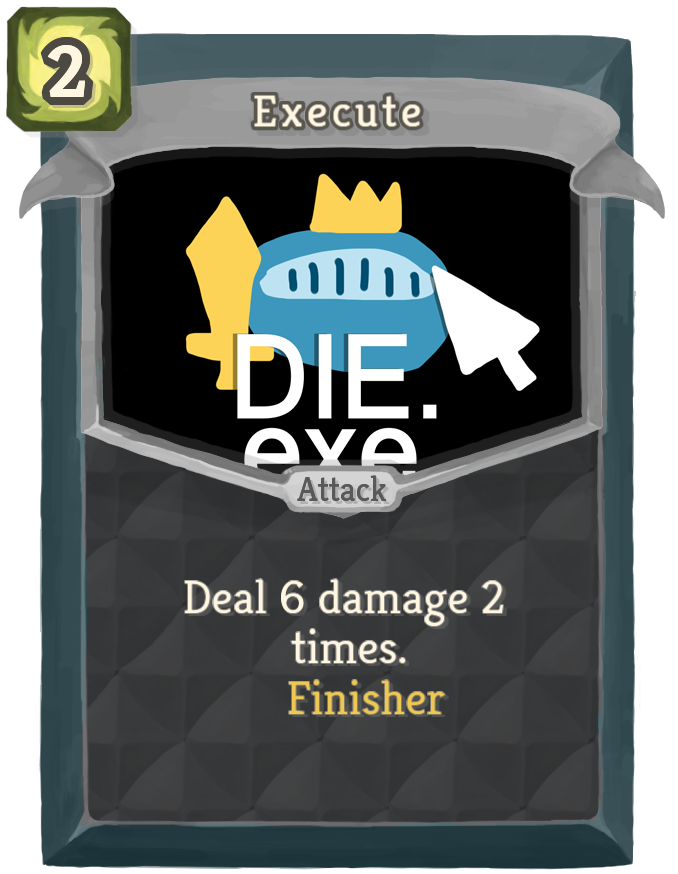 2
Execute
DIE.
exe
Attack
Deal 6 damage 2
times.
Finisher